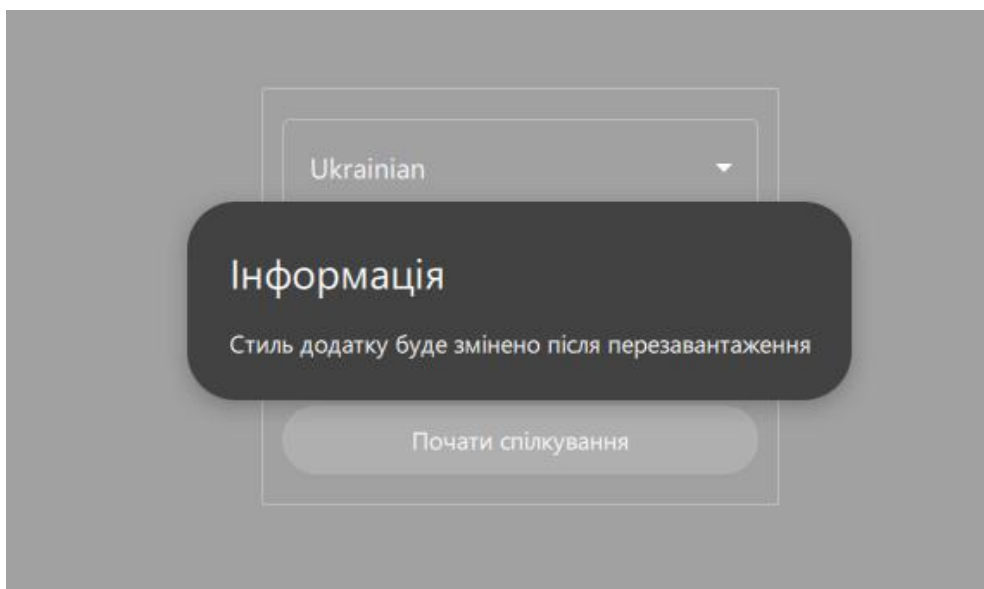 Ukrainian
Інформація
Стиль додатку буде змінено після перезавантаження
Почати спілкування